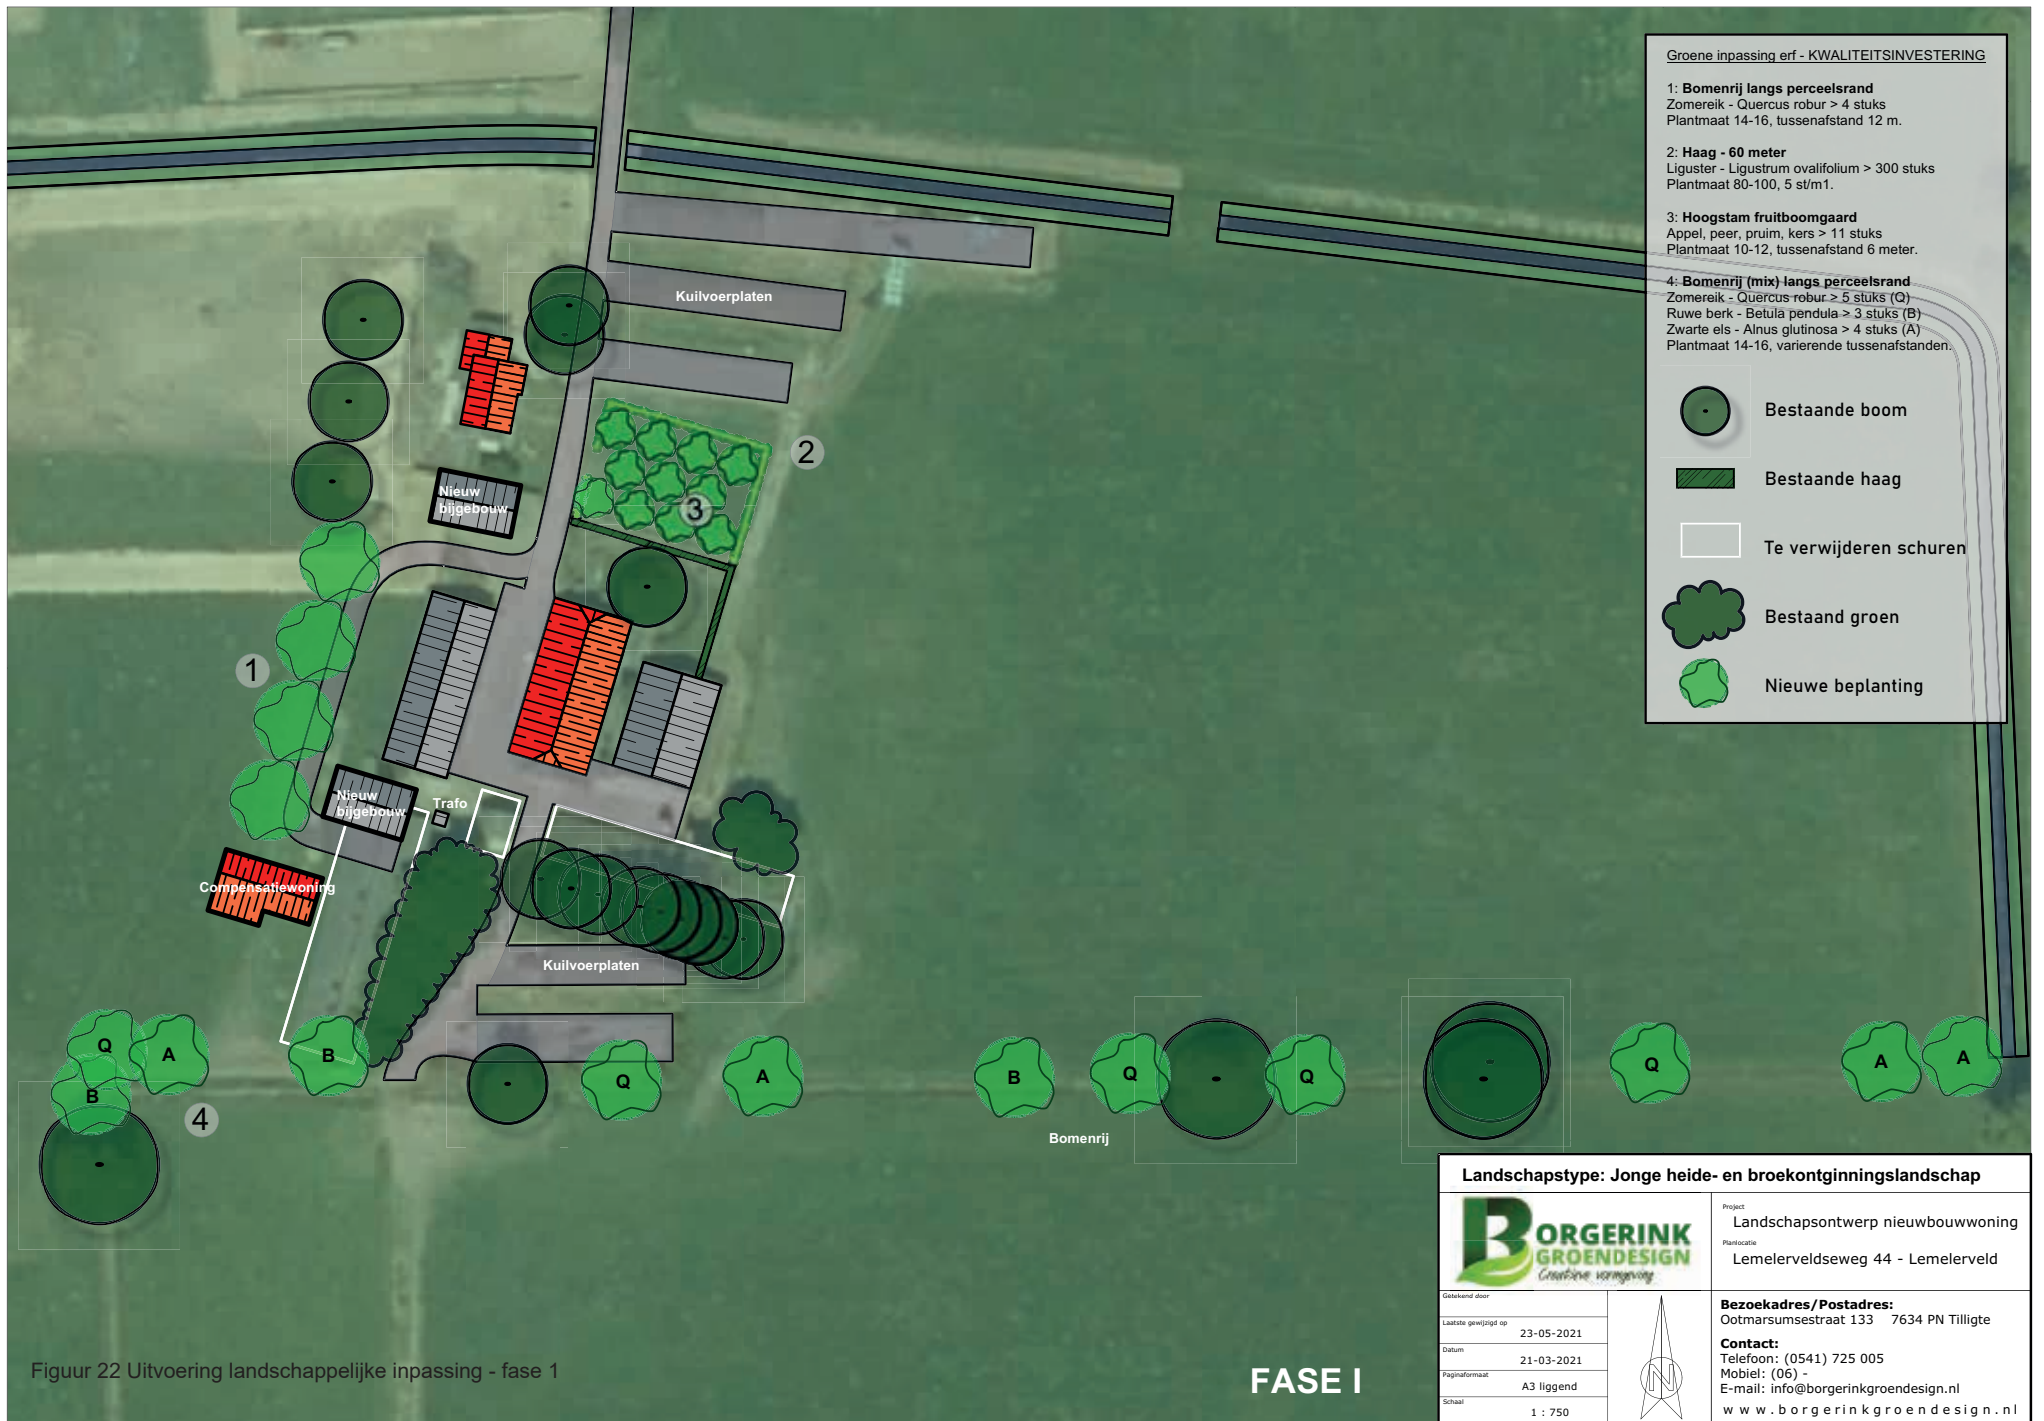 Groene inpassing erf - KWALITEITSINVESTERING
1: Bomenrij langs perceelsrand
Zomereik - Quercus robur > 4 stuks
Plantmaat 14-16, tussenafstand 12 m.
2: Haag - 60 meter
Liguster - Ligustrum ovalifolium > 300 stuks
Plantmaat 80-100, 5 st/m1.
3: Hoogstam fruitboomgaard
Appel, peer, pruim, kers > 11 stuks
Plantmaat 10-12, tussenafstand 6 meter.
4: Bomenrij (mix) langs perceelsrand
Zomereik - Quercus robur > 5 stuks (Q)
Ruwe berk - Betula pendula > 3 stuks (B)
Zwarte els - Alnus glutinosa > 4 stuks (A)
Plantmaat 14-16, varierende tussenafstanden.
Bestaande boom
Bestaande haag
Te verwijderen schuren
Bestaand groen
Nieuwe beplanting
Kuilvoerplaten
2
Nieuw
bijgebouw
3
1
Nieuw
bijgebouw
Trafo
Compensatiewoning
Kuilvoerplaten
Q
A
B
B
4
Q
A
B
Q
Q
Q
A
A
Bomenrij
Landschapstype: Jonge heide- en broekontginningslandschap
BORGERINK
GROENDESIGN
Creatieve vormgeving
Project
Landschapsontwerp nieuwbouwwoning
Planlocatie
Lemelerveldseweg 44 - Lemelerveld
Getekend door
Laatste gewijzigd op
23-05-2021
Datum
21-03-2021
Paginaformaat
A3 liggend
Schaal
1 : 750
N
Bezoekadres/Postadres:
Ootmarsumsestraat 133 7634 PN Tilligte
Contact:
Telefoon: (0541) 725 005
Mobiel: (06) -
E-mail: info@borgerinkgroendesign.nl
www.borgerinkgroendesign.nl
Figuur 22 Uitvoering landschappelijke inpassing - fase 1
FASE I